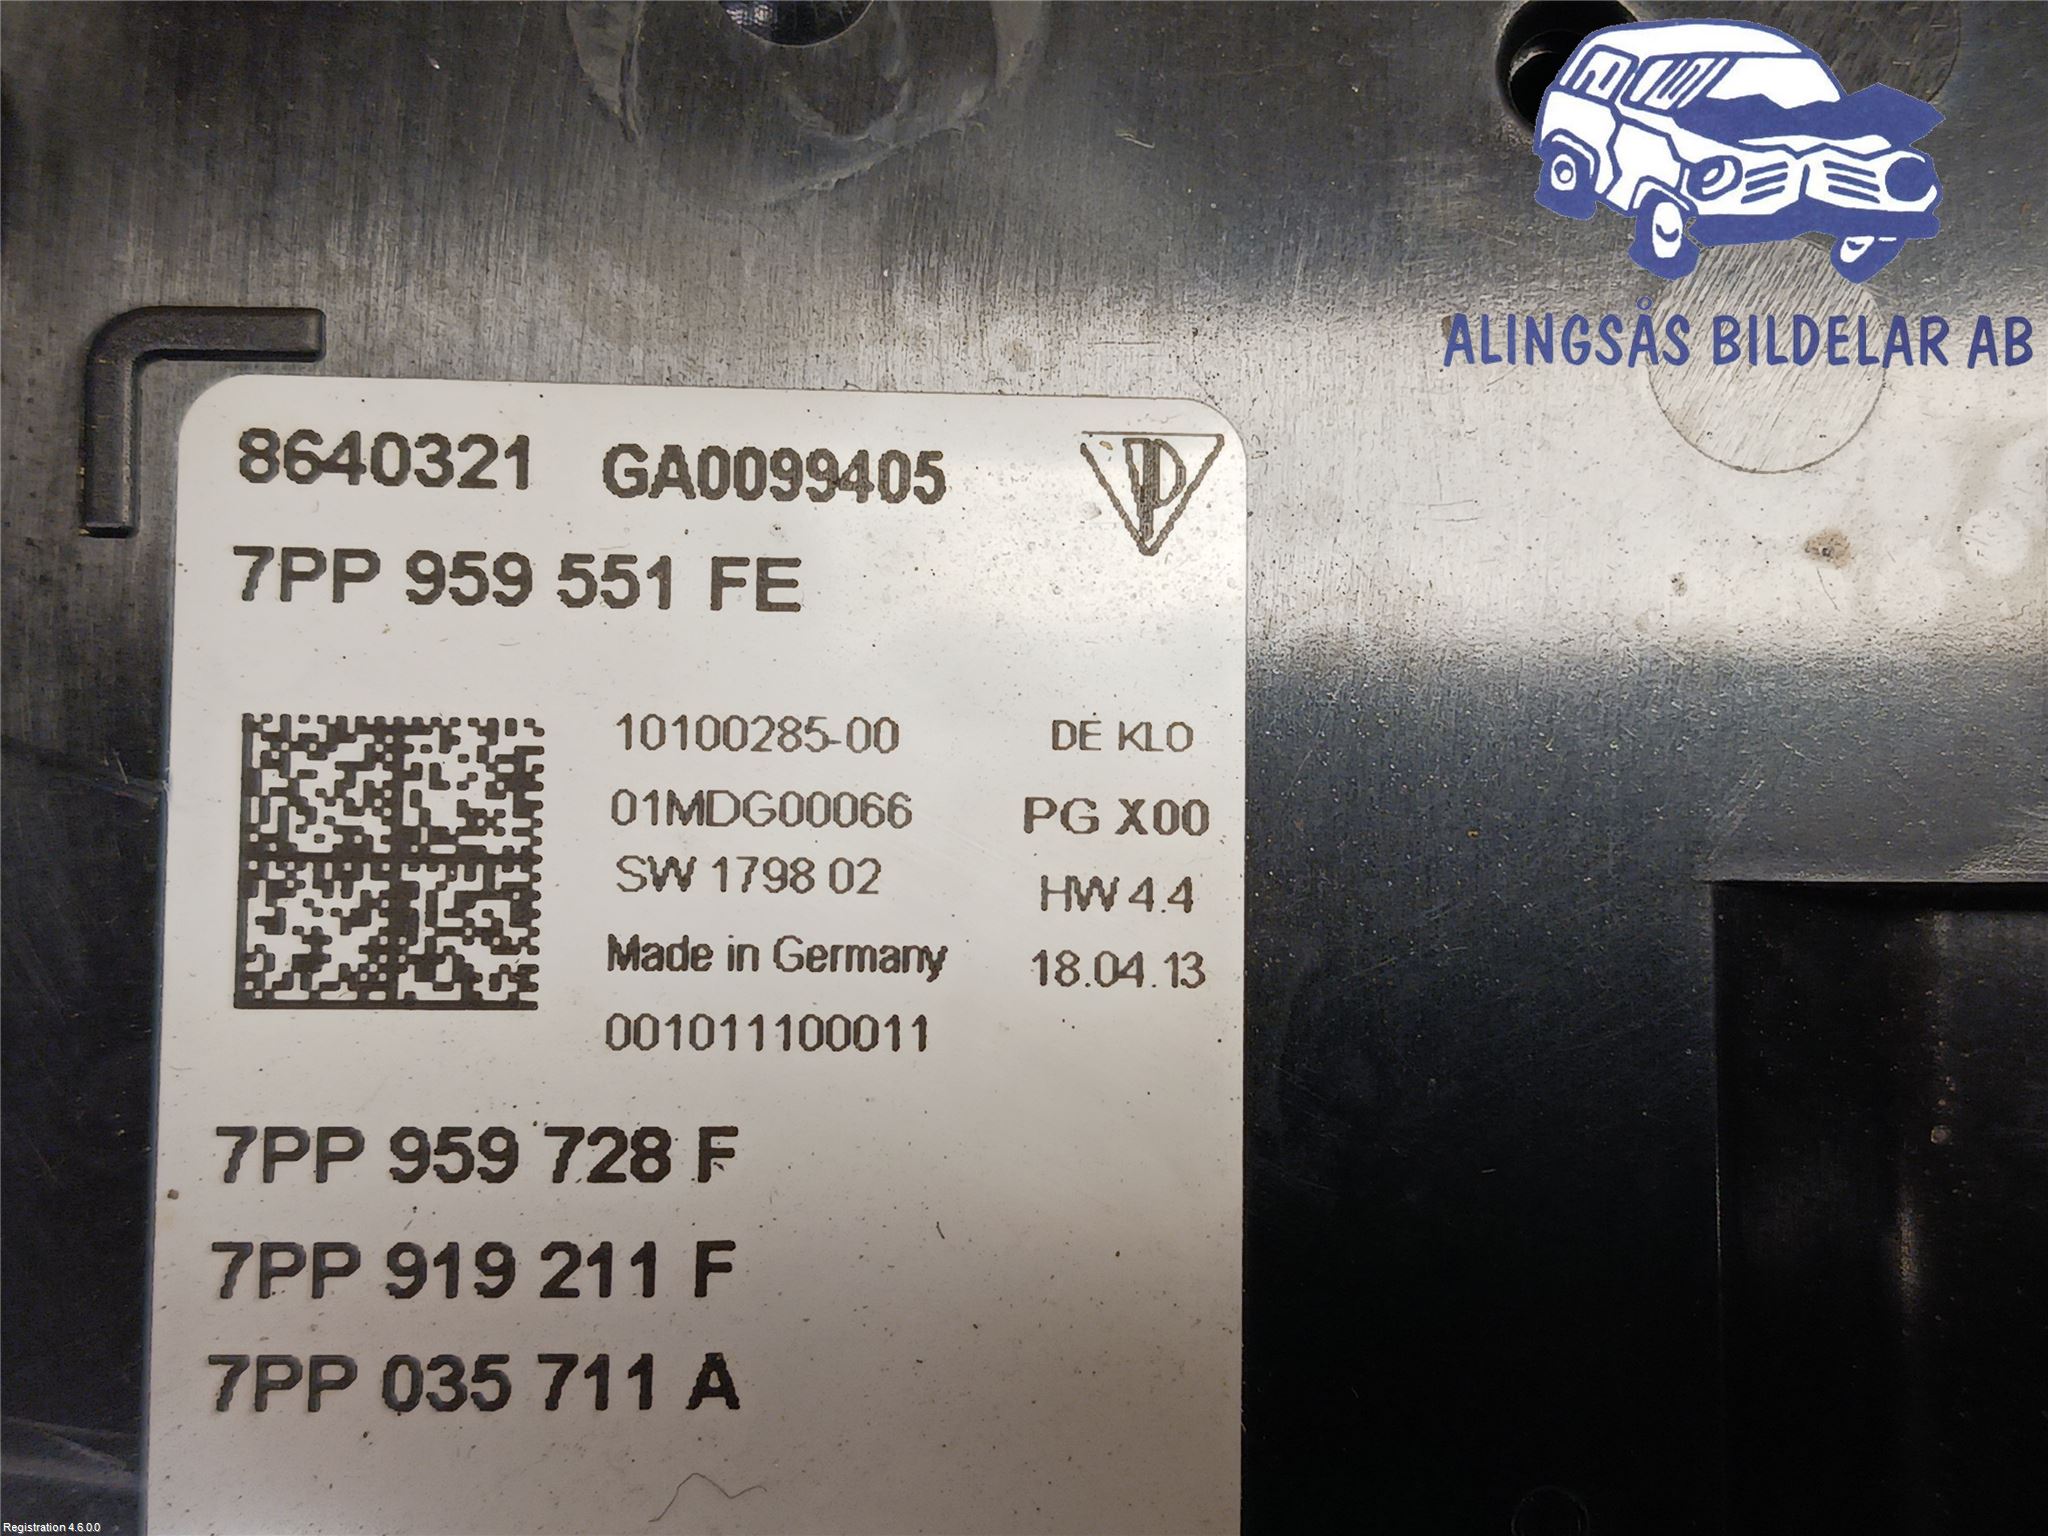 ALINGSÅS BILDELAR AB
8640321 GA0099405
7PP 959 551 FE
10100285-00 DE KLO
01MDG00066 PG X00
SW 1798 02 HW 4.4
Made in Germany 18.04.13
001011100011
7PP 959 728 F
7PP 919 211 F
7PP 035 711 A
Registration 4.6.0.0